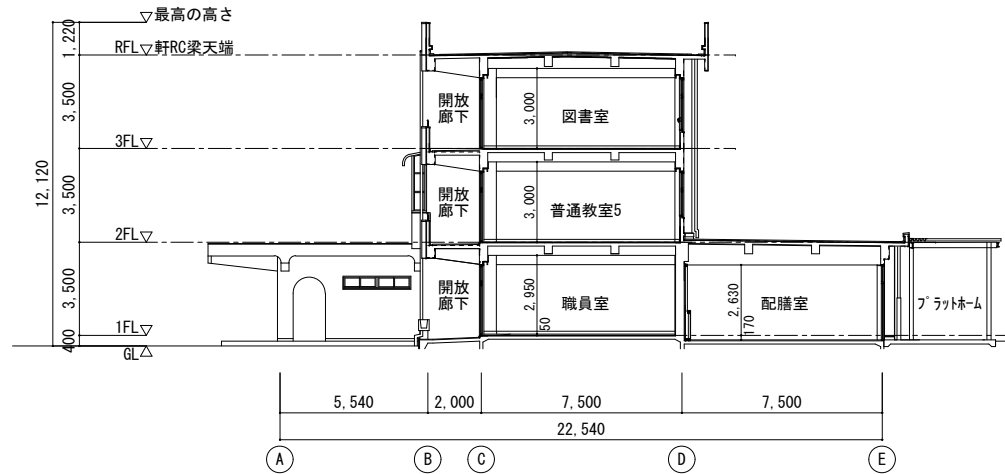 最高の高さ
1,220
RFL 軒RC梁天端
3,500
開放
廊下
3,000
図書室
3FL
12,120
3,500
開放
廊下
3,000
普通教室5
2FL
3,500
開放
廊下
2,950
50
職員室
2,630
170
配膳室
プラットホーム
1FL
400
GL
5,540
2,000
7,500
7,500
22,540
A
B
C
D
E